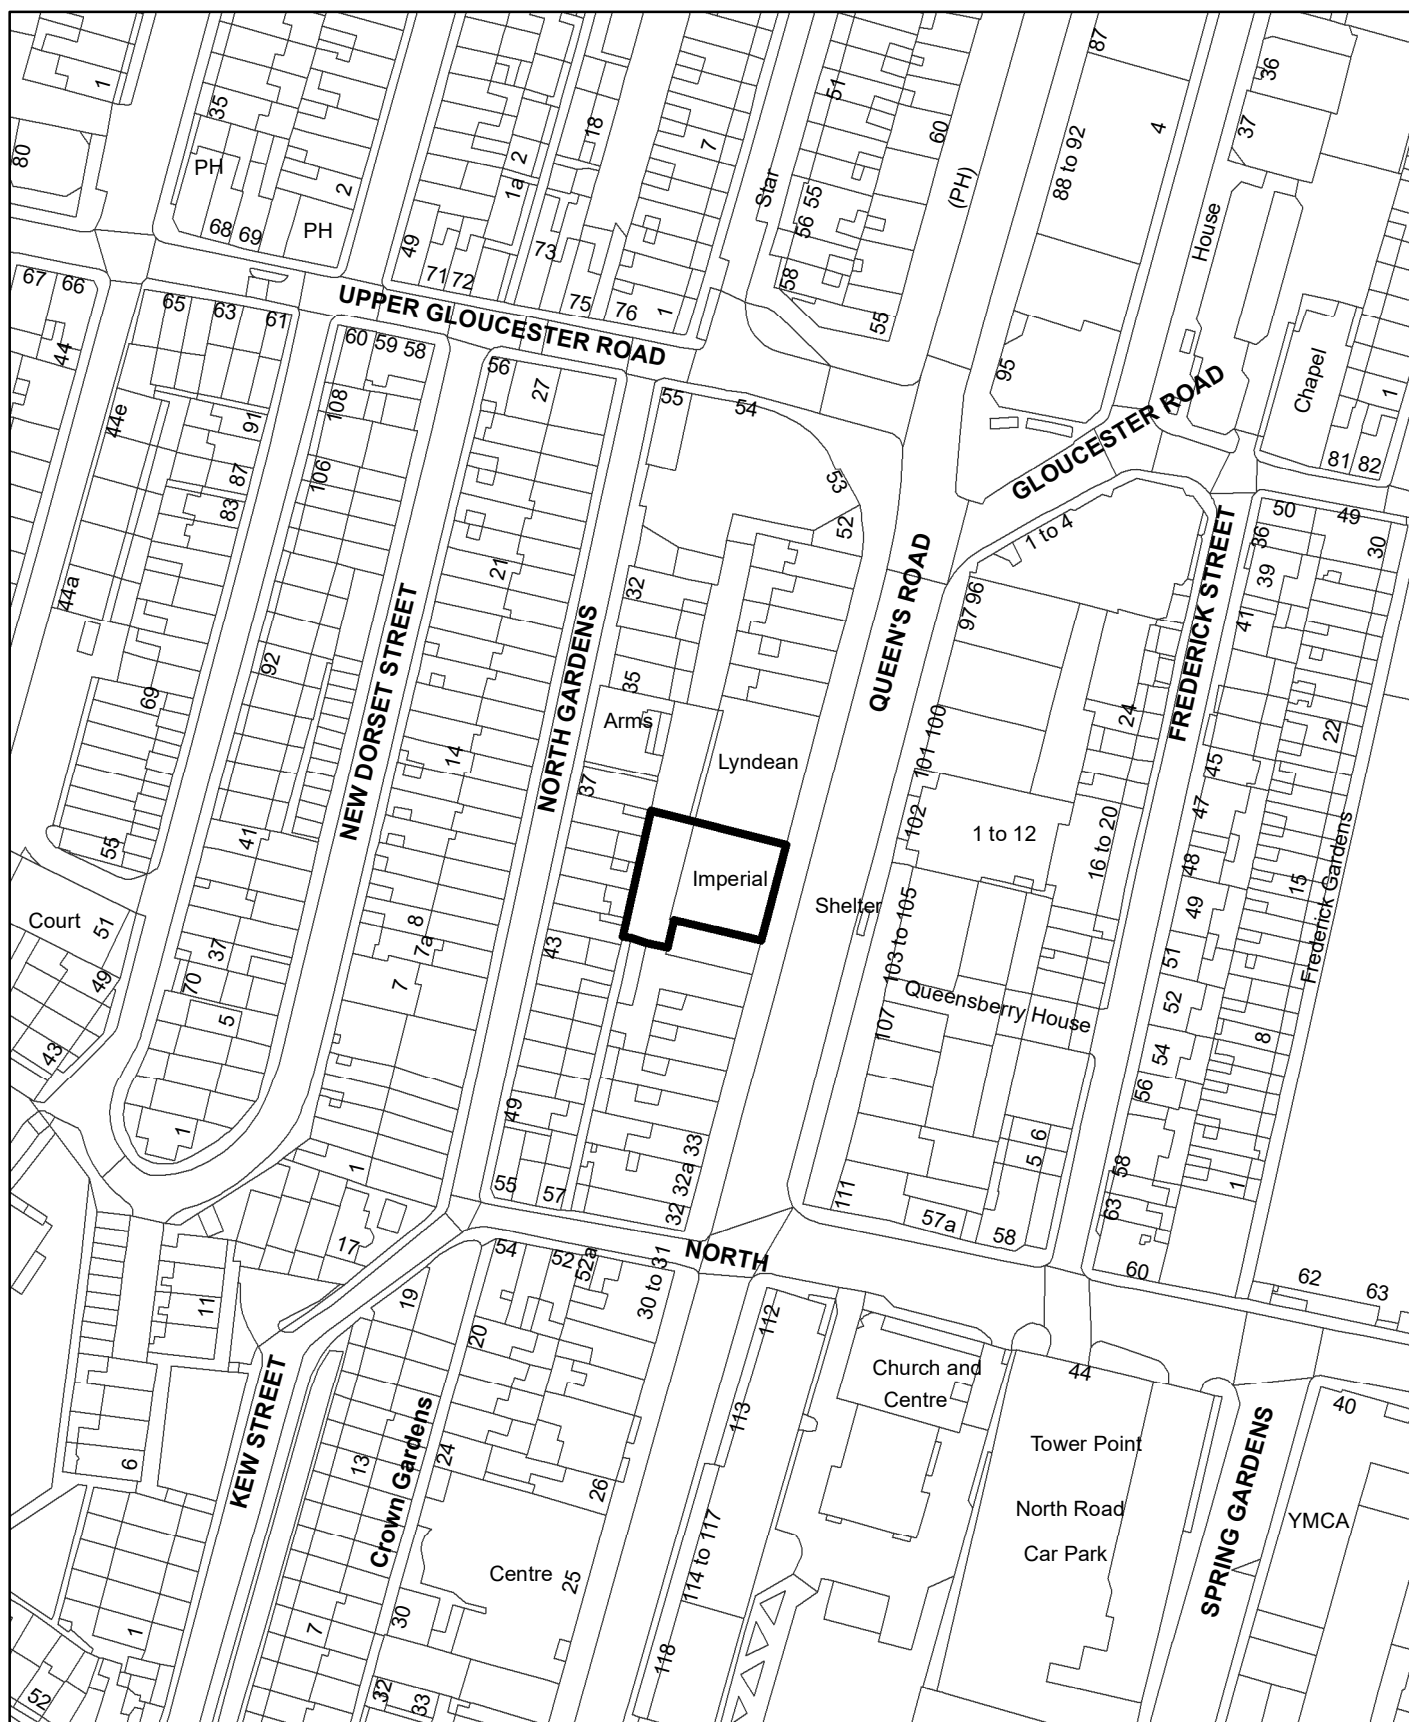 1
35
80
PH
68
69
PH
2
49
71
72
1a
2
18
73
75
76
1
7
Star
51
55
56
58
55
60
(PH)
87
88 to 92
4
36
37
House
95
Chapel
1
81
82
67
66
44
65
63
61
UPPER GLOUCESTER ROAD
60
59
58
56
27
55
54
53
52
GLOUCESTER ROAD
44e
91
87
83
108
106
44a
21
32
35
Arms
37
QUEEN'S ROAD
1 to 4
97
96
FREDERICK STREET
50
49
30
36
39
41
92
69
NEW DORSET STREET
NORTH GARDENS
14
Lyndean
Imperial
100
101
102
1 to 12
24
16 to 20
22
45
47
48
49
15
Frederick Gardens
55
41
Court
51
49
43
37
70
5
1
8
7a
7
43
Shelter
103 to 105
Queensberry House
107
51
52
54
56
8
49
55
57
33
32a
32
111
57a
58
6
5
58
63
60
1
62
63
NORTH
1
17
11
6
KEW STREET
19
54
52
52a
30 to 31
20
24
13
Crown Gardens
26
Centre
25
30
7
1
52
32
33
112
113
114 to 117
118
Church and
Centre
44
Tower Point
North Road
Car Park
SPRING GARDENS
40
YMCA